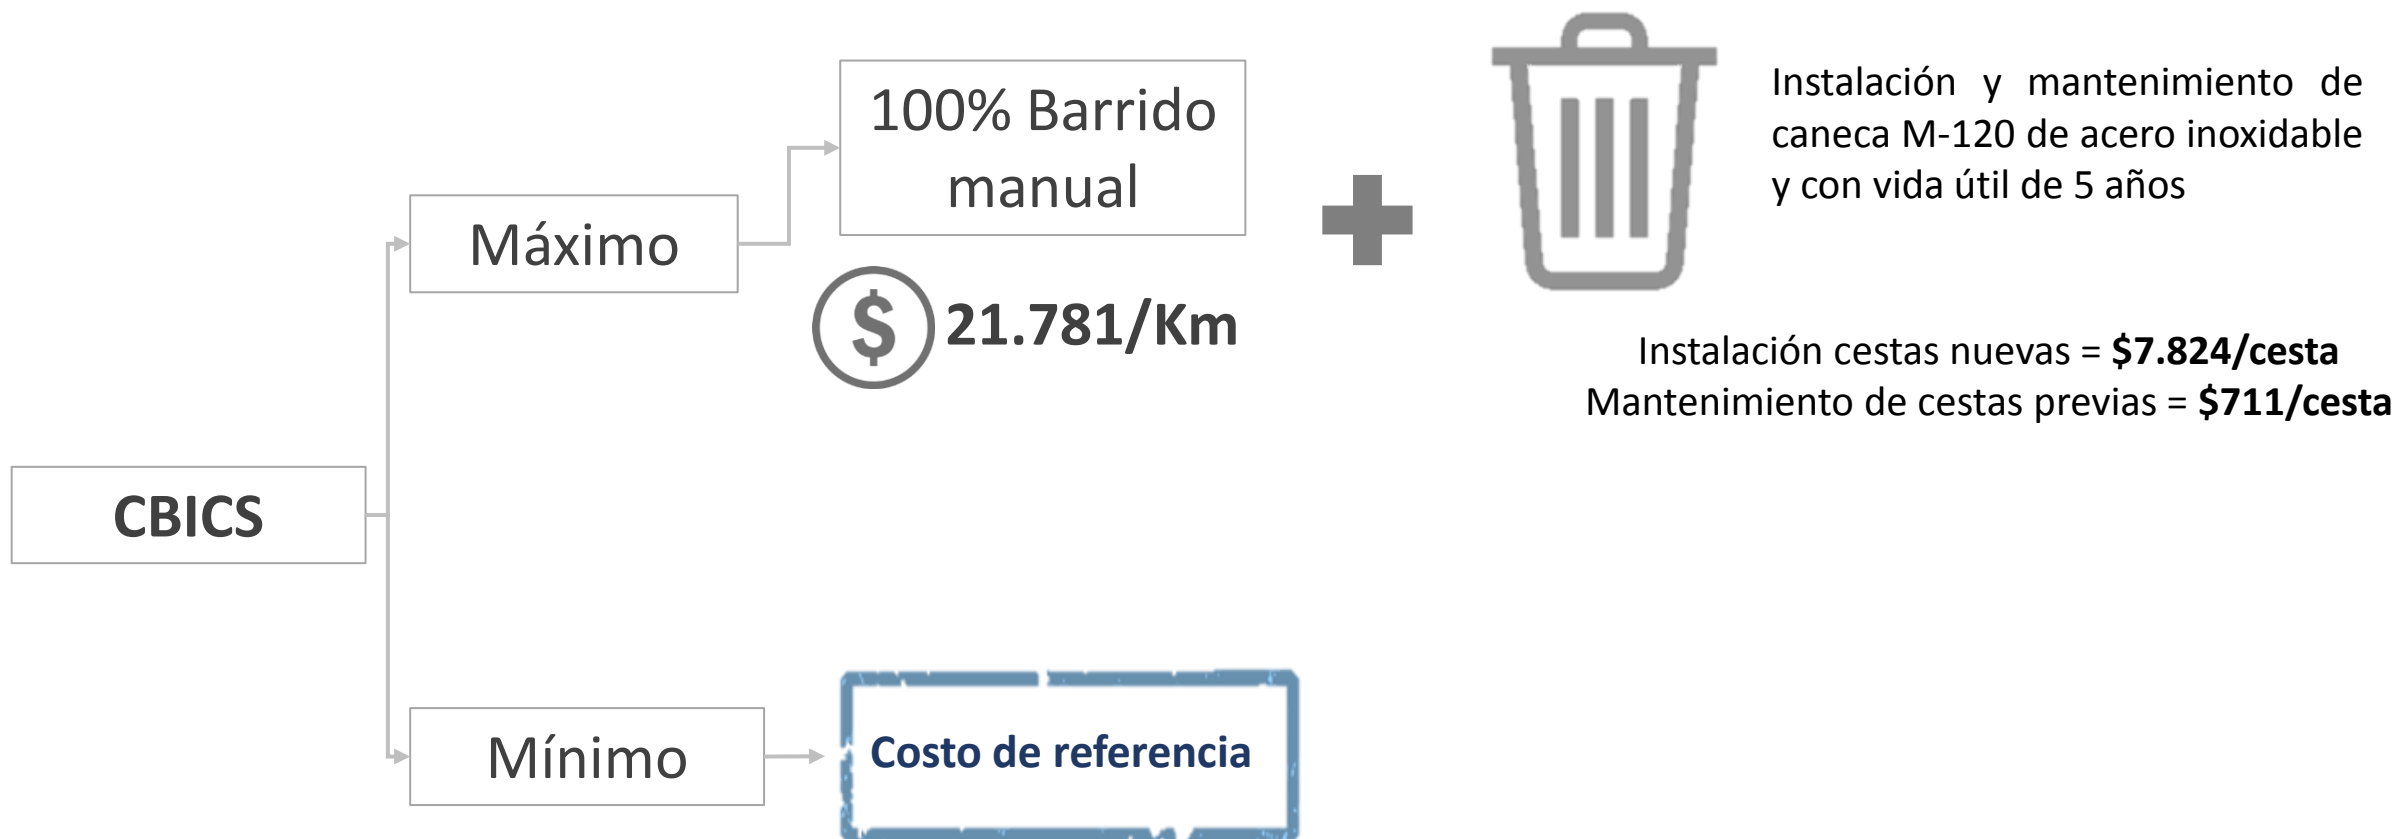 100% Barrido
manual
Instalación y mantenimiento de
caneca M-120 de acero inoxidable
y con vida útil de 5 años
Máximo
$ 21.781/Km
Instalación cestas nuevas = $7.824/cesta
Mantenimiento de cestas previas = $711/cesta
CBICS
Mínimo
Costo de referencia